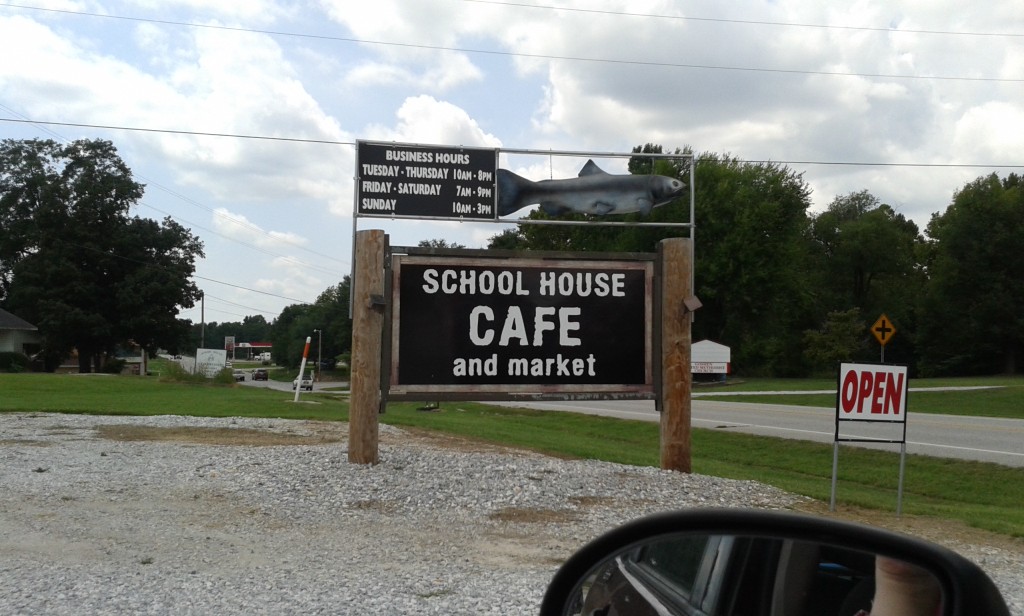 BUSINESS HOURS
TUESDAY - THURSDAY 10AM - 8PM
FRIDAY - SATURDAY 7AM - 9PM
SUNDAY 10AM - 3PM
SCHOOL HOUSE
CAFE
and market
OPEN